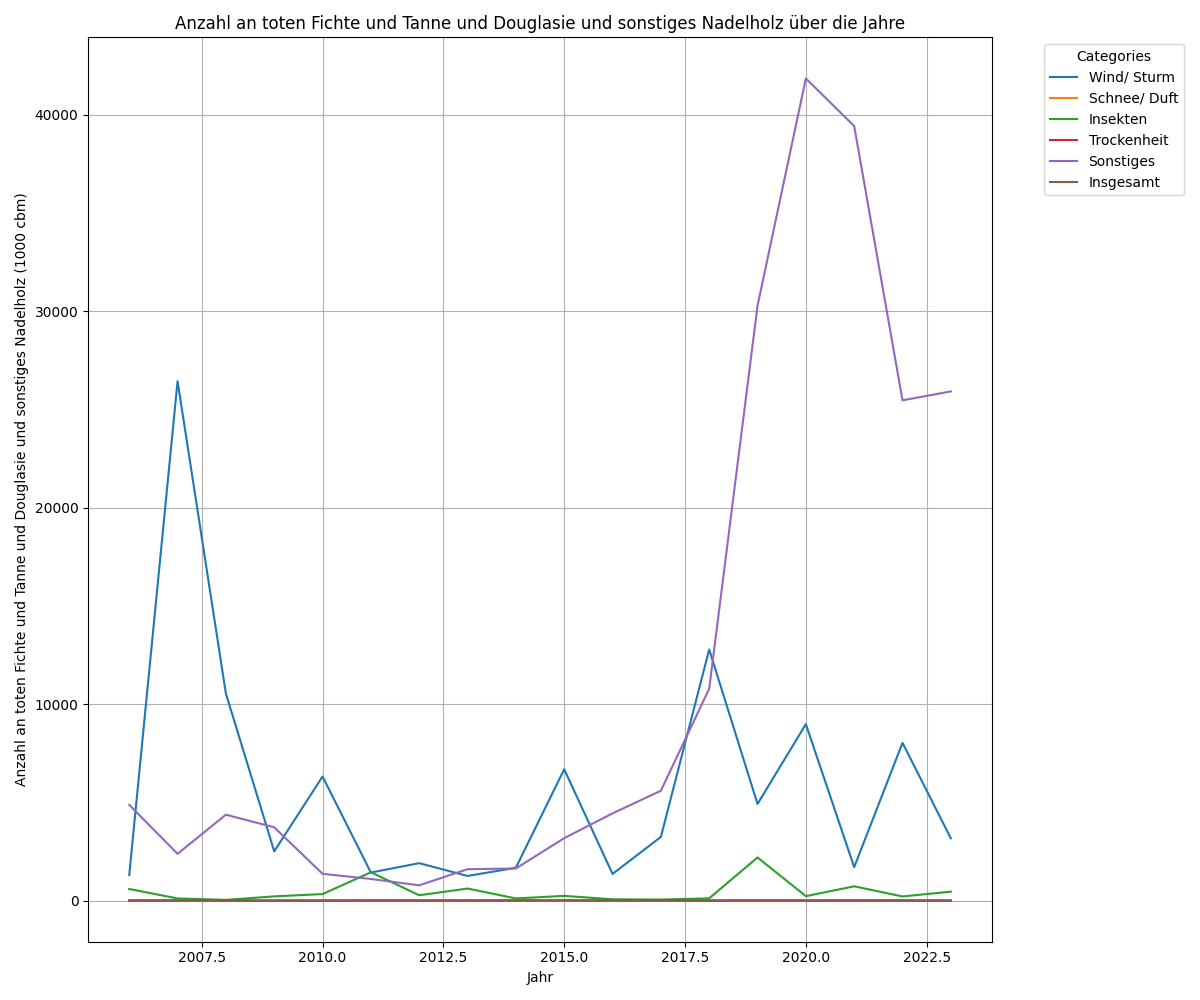 Anzahl an toten Fichte und Tanne und Douglasie und sonstiges Nadelholz über die Jahre
Anzahl an toten Fichte und Tanne und Douglasie und sonstiges Nadelholz (1000 cbm)
40000
30000
20000
10000
0
2007.5
2010.0
2012.5
2015.0
2017.5
2020.0
2022.5
Jahr
Categories
Wind/ Sturm
Schnee/ Duft
Insekten
Trockenheit
Sonstiges
Insgesamt